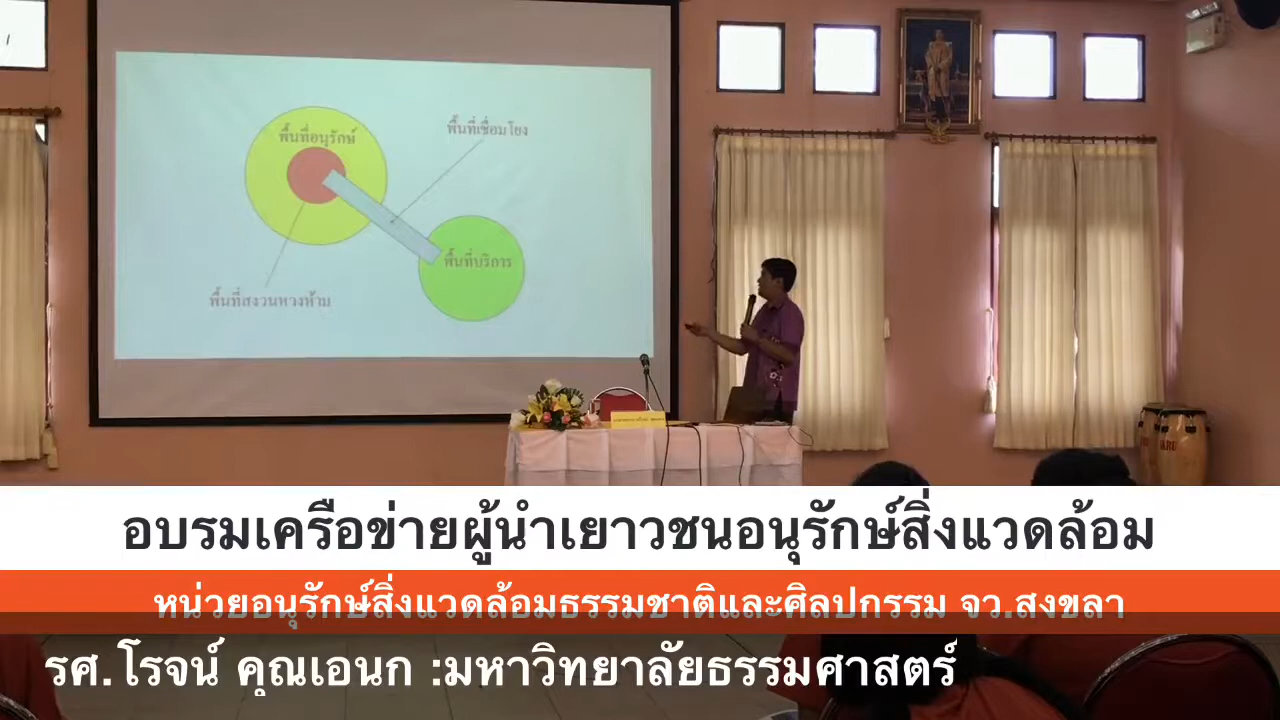 พื้นที่อนุรักษ์
พื้นที่เชื่อมโยง
พื้นที่บริการ
พื้นที่สงวนหวงห้าม
อบรมเครือข่ายผู้นำเยาวชนอนุรักษ์สิ่งแวดล้อม
หน่วยอนุรักษ์สิ่งแวดล้อมธรรมชาติและศิลปกรรม จว.สงขลา
รศ.โรจน์ คุณเอนก :มหาวิทยาลัยธรรมศาสตร์